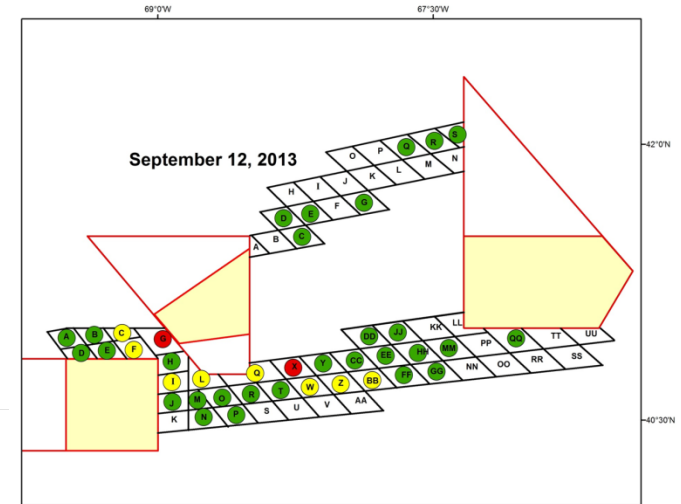 69°0'W 67°30'W
September 12, 2013
42°0'N
O P Q R S
H I J K L M N
D E F G
A B C
A B C G
D E F
H
I L Q X Y CC EE HH MM PP QQ TT UU
DD JJ KK LL
J M O R T W Z BB FF GG NN OO RR SS
K N P S U V AA
40°30'N